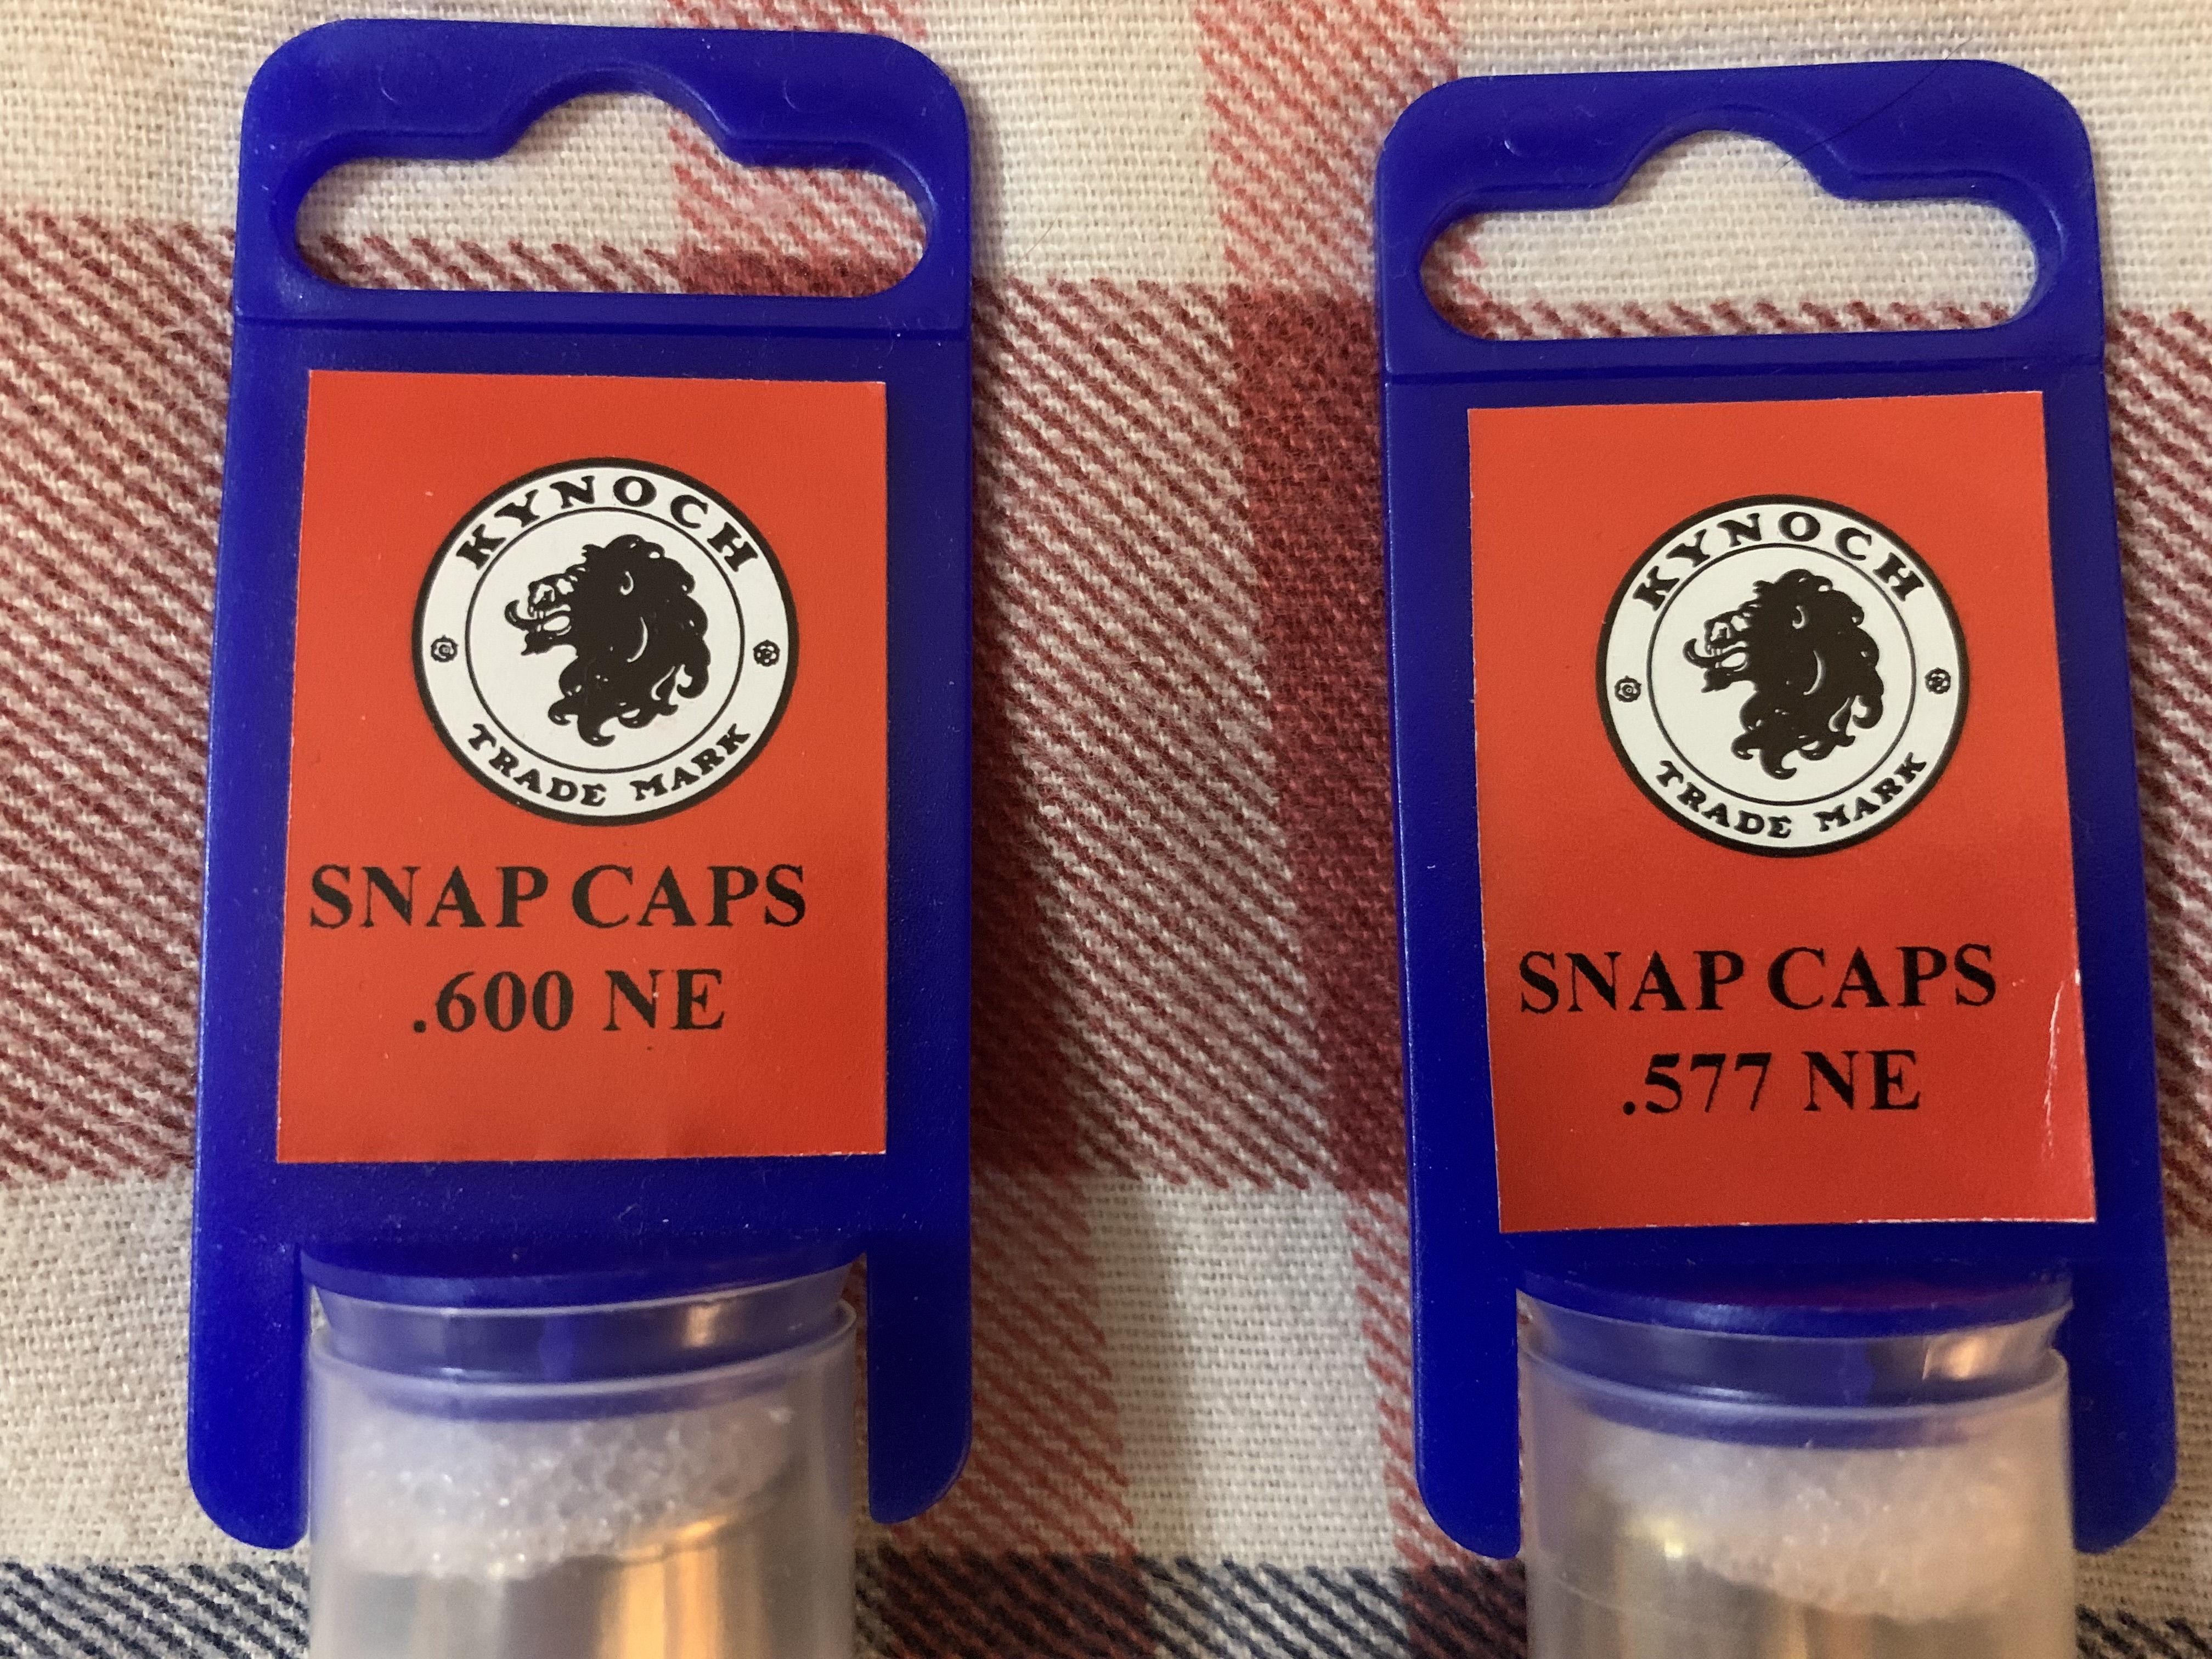 KYNOCH
TRADE MARK
SNAP CAPS
.600 NE
KYNOCH
TRADE MARK
SNAP CAPS
.577 NE